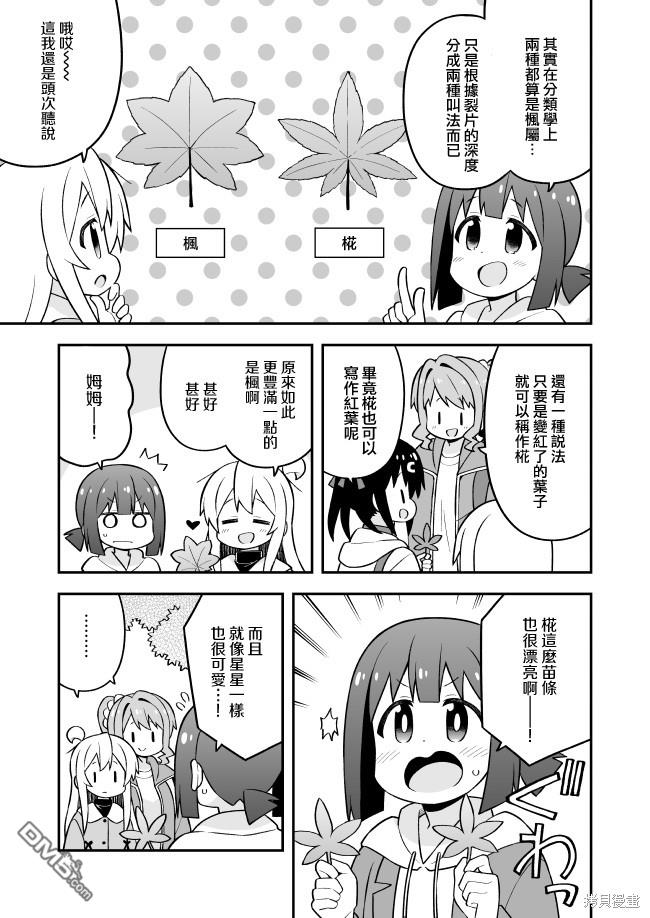 其實在分類學上
兩種都算是楓屬…
只是根據裂片的深度
分成兩種叫法而已
椛
楓
哦哎~~~
這我還是頭次聽說
還有一種說法
只要是變紅了的葉子
就可以稱作椛
畢竟椛也可以
寫作紅葉呢
原來如此
更豐滿一點的
是楓啊
甚好
甚好
姆姆——!
椛這麼苗條
也很漂亮啊——!
ぐわっ
而且
就像星星一樣
也很可愛…!
………
DM5.com
拷貝漫畫